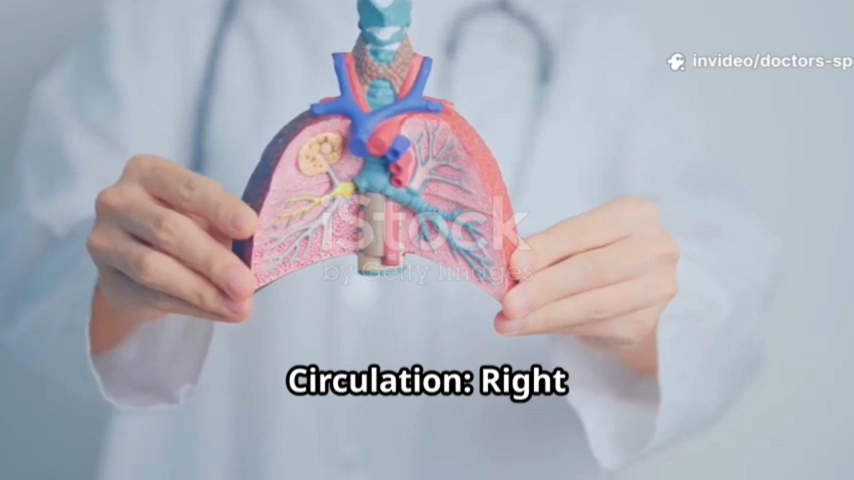 invideo/doctors-sp
iStock
by Getty Images
Circulation: Right